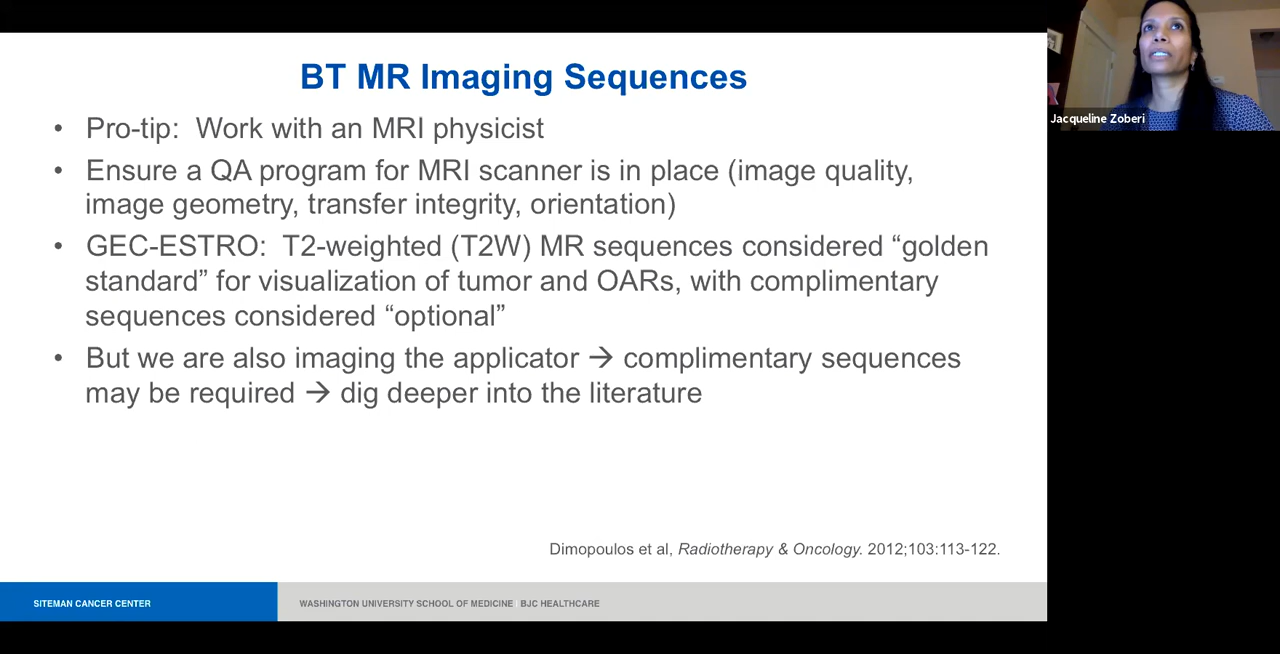 BT MR Imaging Sequences
• Pro-tip: Work with an MRI physicist
• Ensure a QA program for MRI scanner is in place (image quality,
image geometry, transfer integrity, orientation)
• GEC-ESTRO: T2-weighted (T2W) MR sequences considered “golden
standard” for visualization of tumor and OARs, with complimentary
sequences considered “optional”
• But we are also imaging the applicator → complimentary sequences
may be required → dig deeper into the literature
Dimopoulos et al, Radiotherapy & Oncology. 2012;103:113-122.
SITEMAN CANCER CENTER
WASHINGTON UNIVERSITY SCHOOL OF MEDICINE | BJC HEALTHCARE
Jacqueline Zoberi